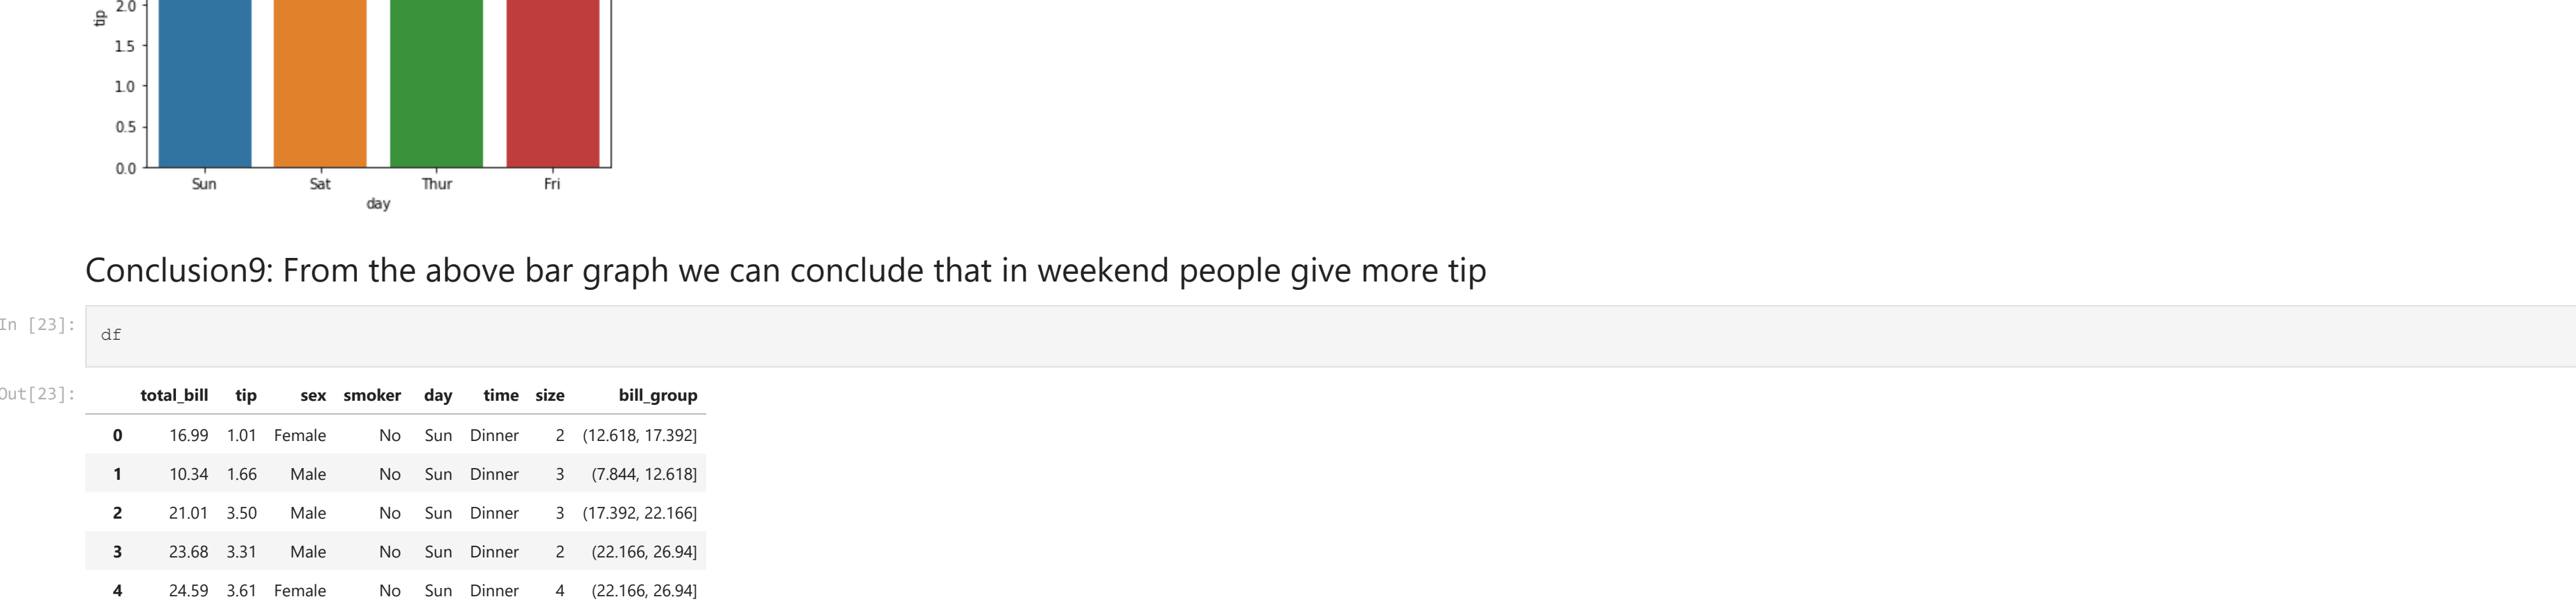 2.0
tip
1.5
1.0
0.5
0.0
Sun Sat Thur Fri
day
Conclusion9: From the above bar graph we can conclude that in weekend people give more tip
In [23]:
df
Out[23]:
total_bill tip sex smoker day time size bill_group
0 16.99 1.01 Female No Sun Dinner 2 (12.618, 17.392]
1 10.34 1.66 Male No Sun Dinner 3 (7.844, 12.618]
2 21.01 3.50 Male No Sun Dinner 3 (17.392, 22.166]
3 23.68 3.31 Male No Sun Dinner 2 (22.166, 26.94]
4 24.59 3.61 Female No Sun Dinner 4 (22.166, 26.94]